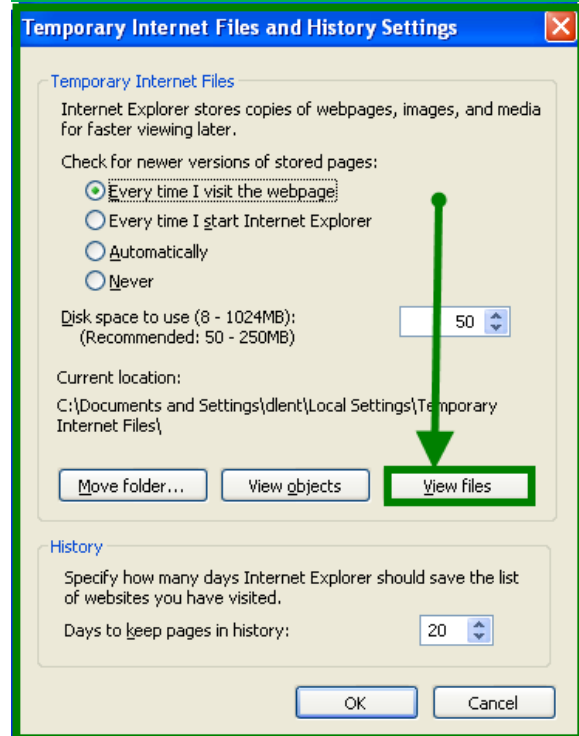 Temporary Internet Files and History Settings
Temporary Internet Files
Internet Explorer stores copies of webpages, images, and media
for faster viewing later.
Check for newer versions of stored pages:
Every time I visit the webpage
Every time I start Internet Explorer
Automatically
Never
Disk space to use (8 - 1024MB): 50
(Recommended: 50 - 250MB)
Current location:
C:\Documents and Settings\dlent\Local Settings\Temporary
Internet Files\
Move folder... View objects View files
History
Specify how many days Internet Explorer should save the list
of websites you have visited.
Days to keep pages in history: 20
OK Cancel